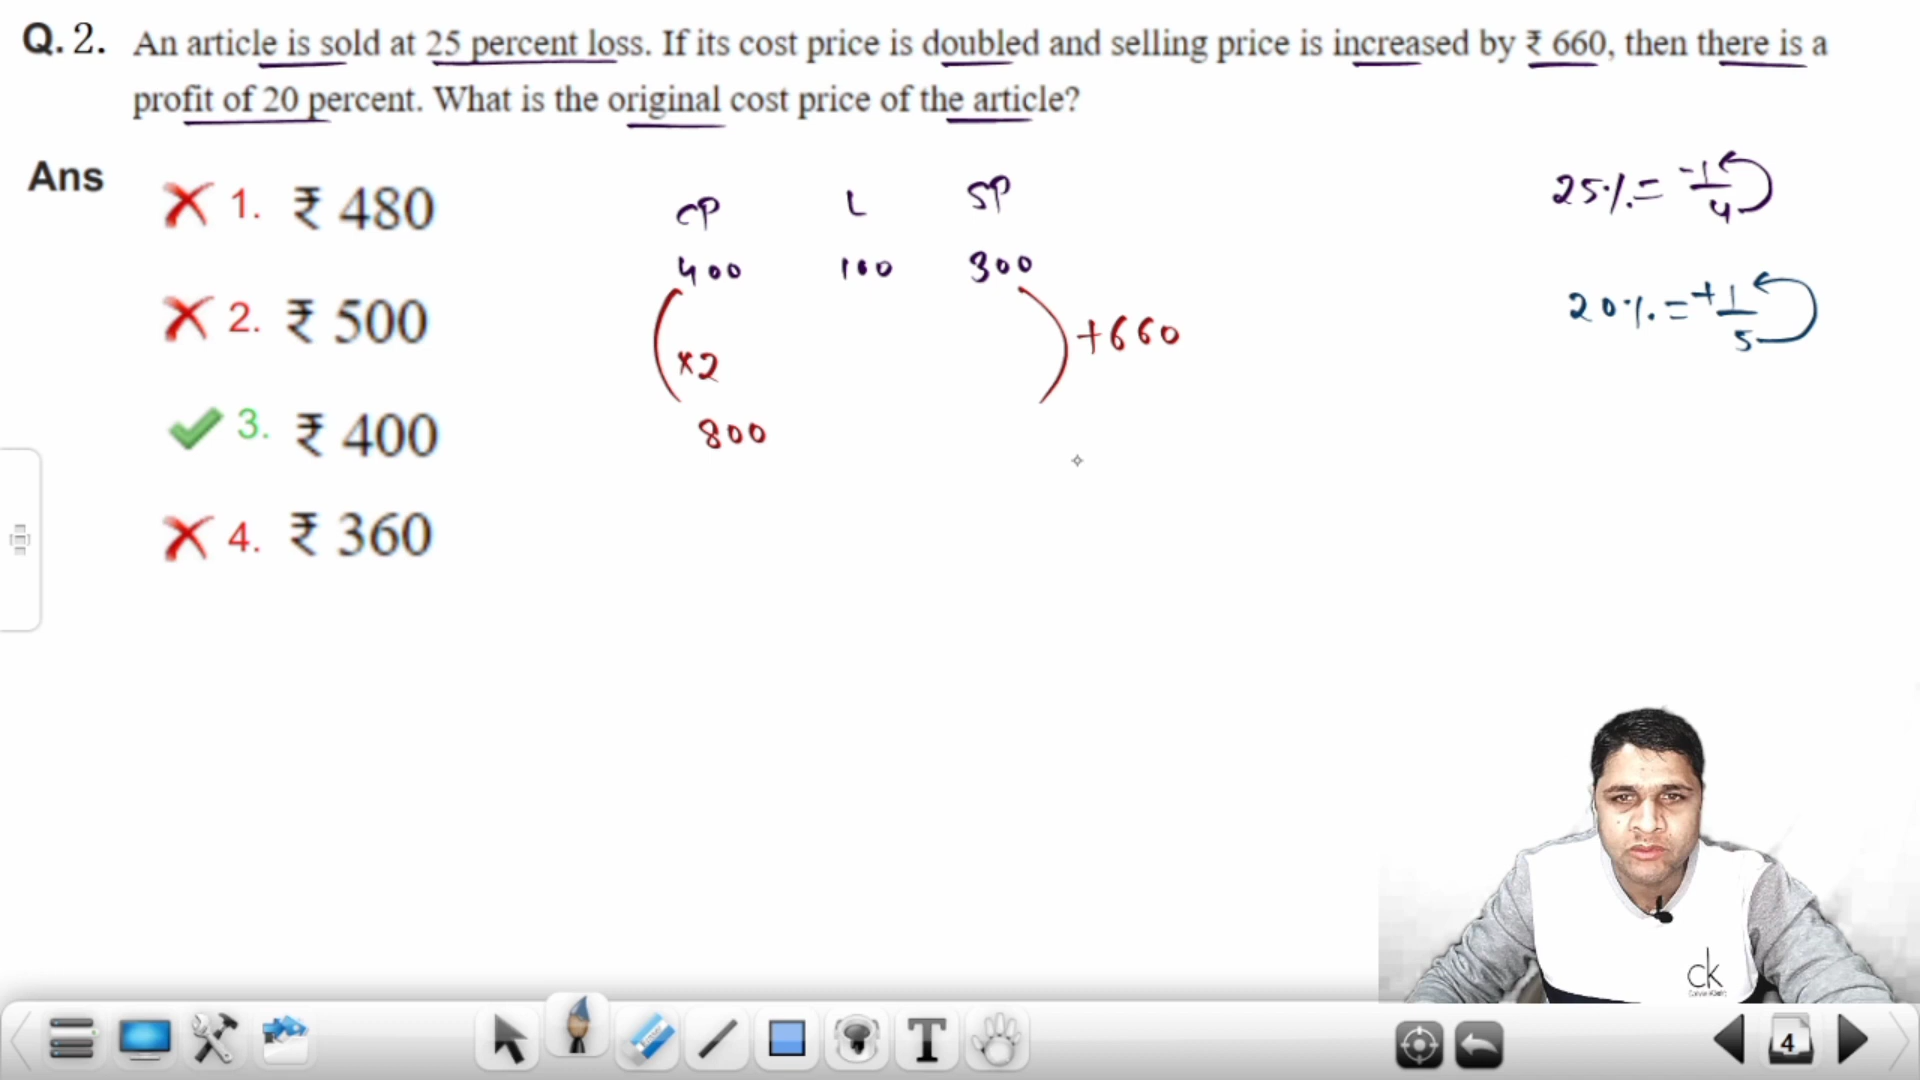 Q. 2. An article is sold at 25 percent loss. If its cost price is doubled and selling price is increased by ₹ 660, then there is a
profit of 20 percent. What is the original cost price of the article?
Ans
1. ₹ 480
2. ₹ 500
3. ₹ 400
4. ₹ 360
CP L SP
400 100 300
×2 +660
800
25% = -1/4
20% = +1/5
ck
T
4